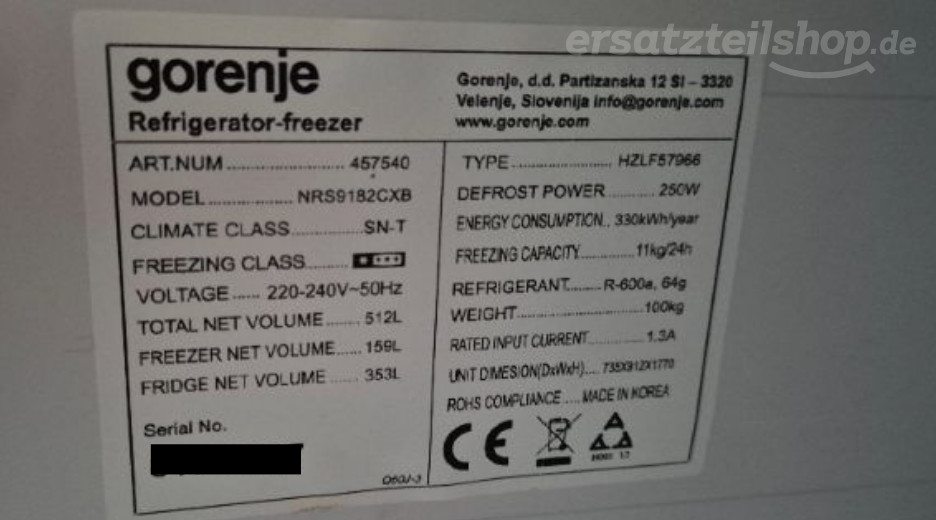 ersatzteilshop.de
gorenje
Refrigerator-freezer
Gorenje, d.d. Partizanska 12 SI – 3320
Velenje, Slovenija info@gorenje.com
www.gorenje.com
ART.NUM ........................ 457540
MODEL ................... NRS9182CXB
CLIMATE CLASS .............. SN-T
FREEZING CLASS .........
VOLTAGE ...... 220-240V~50Hz
TOTAL NET VOLUME ....... 512L
FREEZER NET VOLUME ..... 159L
FRIDGE NET VOLUME ...... 353L
Serial No.
TYPE ........................ HZLF57966
DEFROST POWER ........... 250W
ENERGY CONSUMPTION.. 330kWh/year
FREEZING CAPACITY ............. 11kg/24h
REFRIGERANT........ R-600a, 64g
WEIGHT .............................. 100kg
RATED INPUT CURRENT .............. 1.3A
UNIT DIMESION(DxWxH).... 735X912X1770
ROHS COMPLIANCE .... MADE IN KOREA
CE